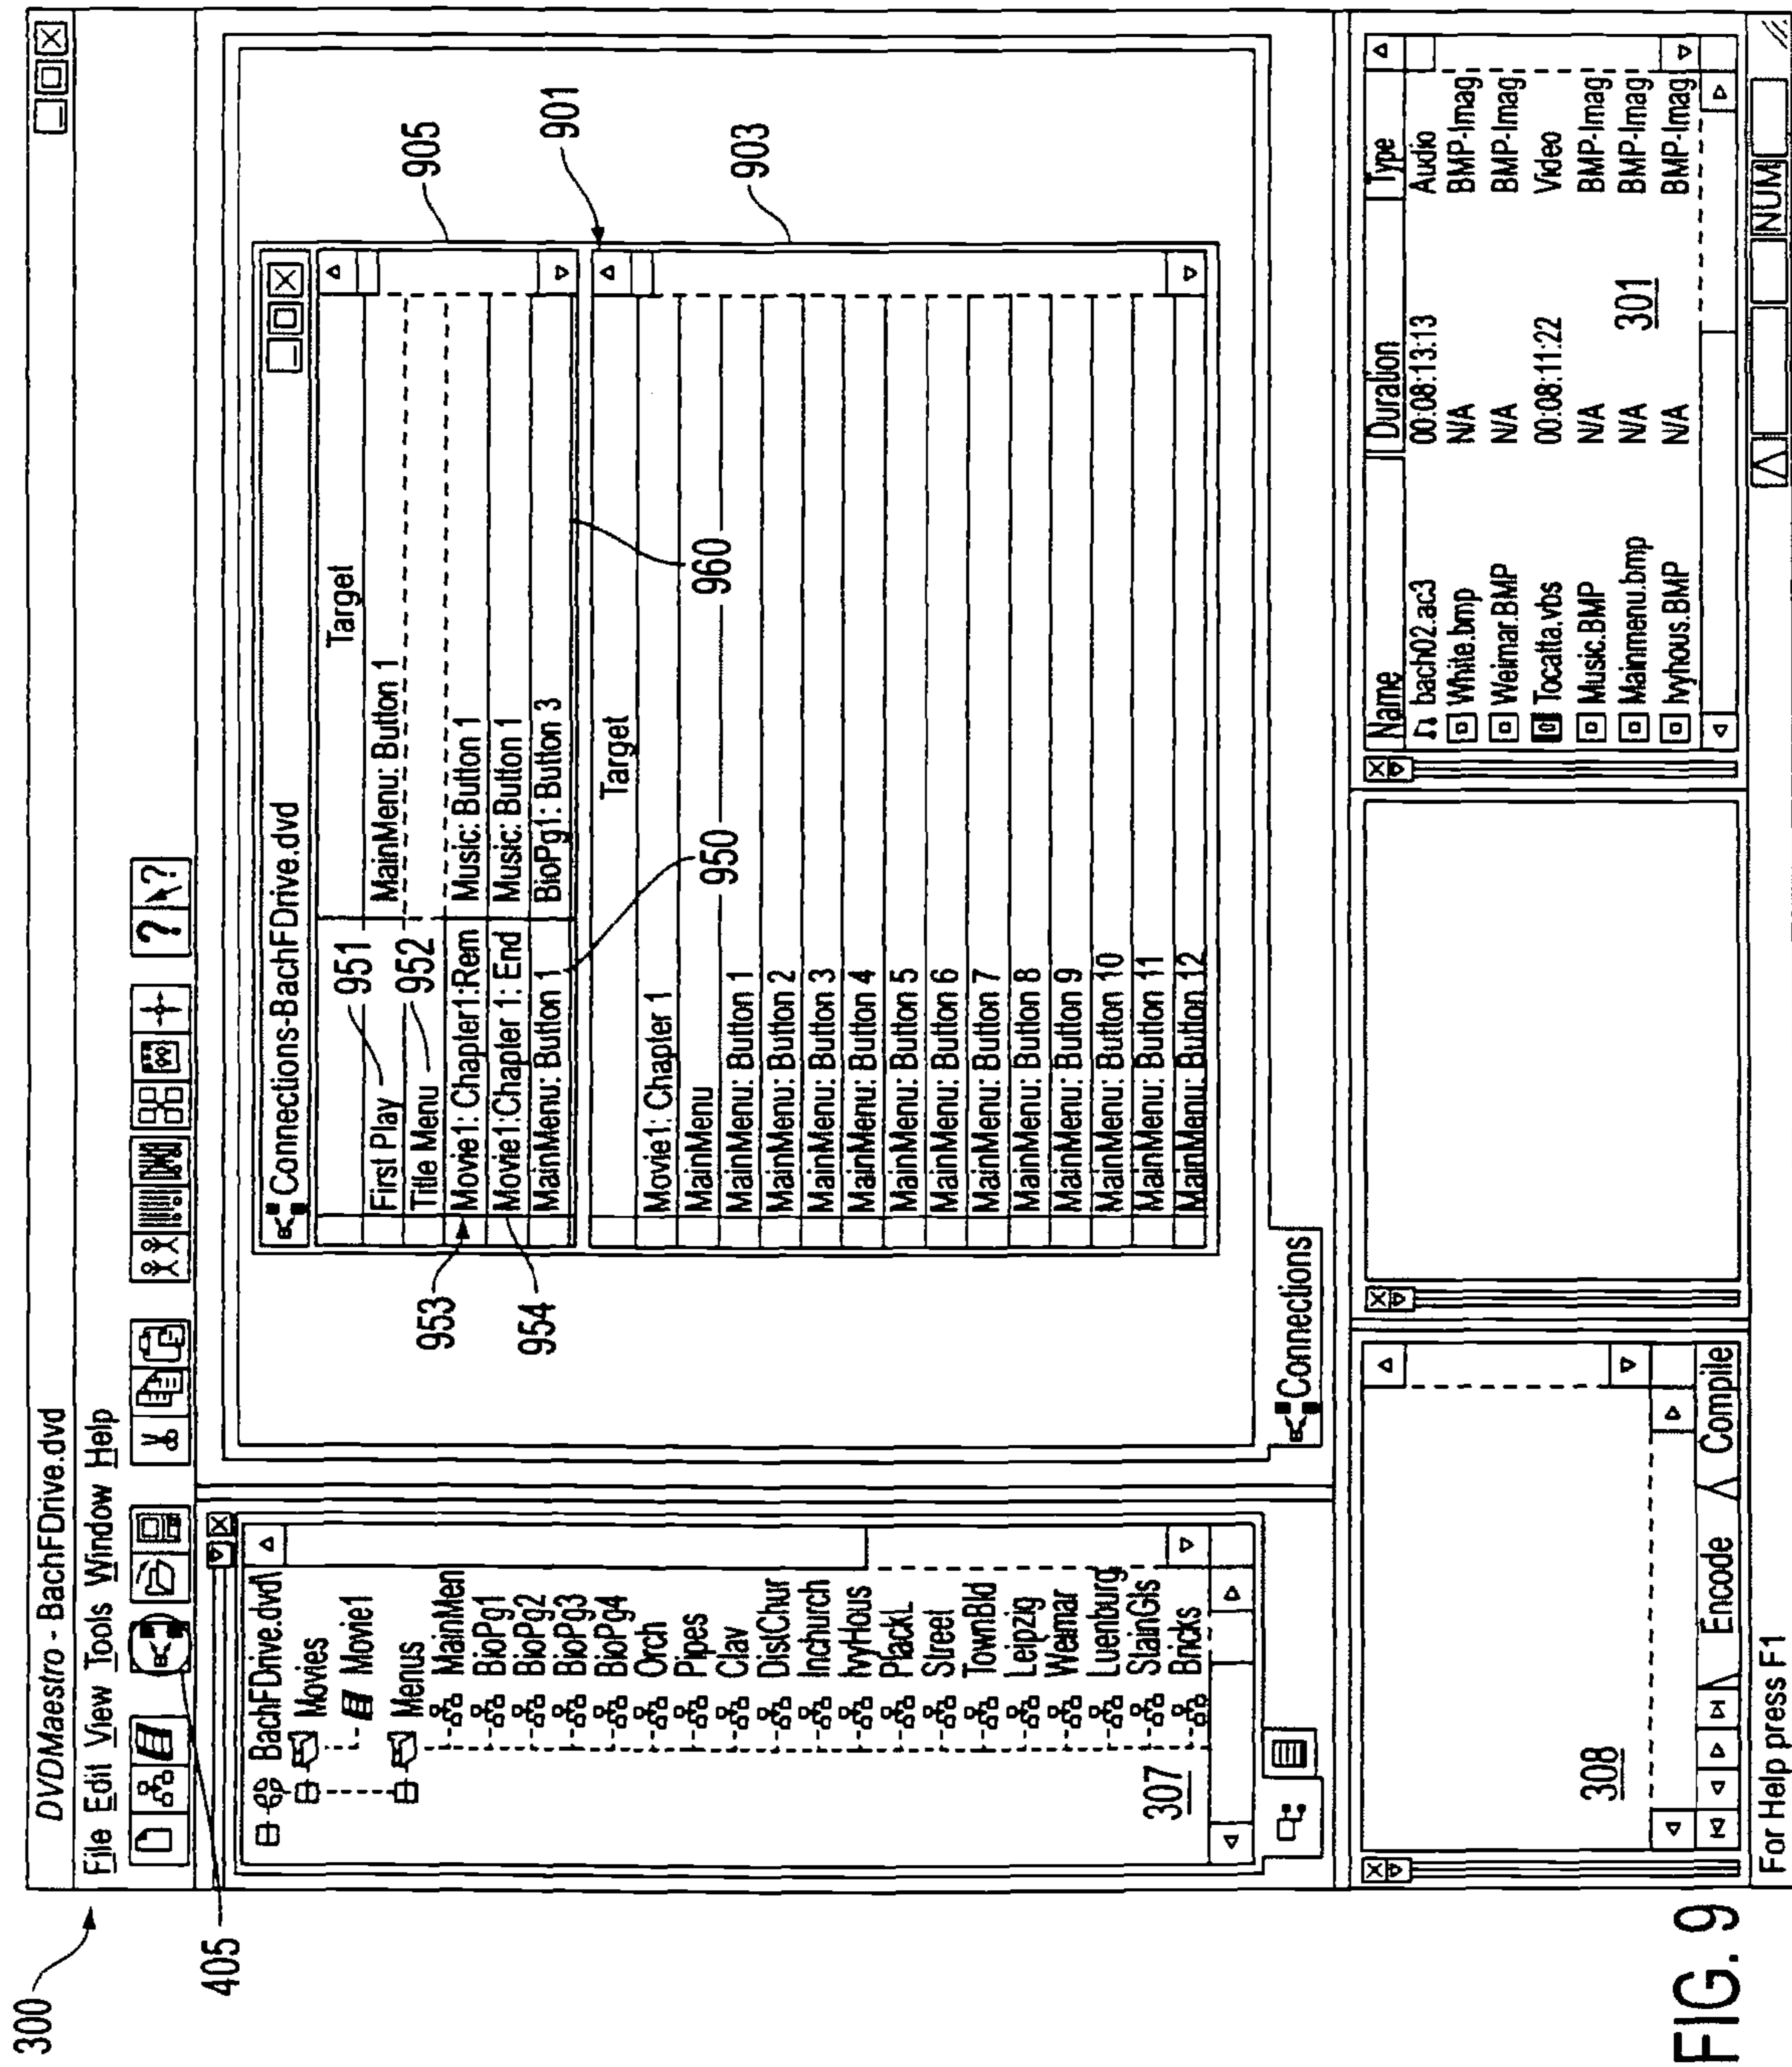 300
DVDMaestro - BachFDrive.dvd
File Edit View Tools Window Help
405
BachFDrive.dvd\
Movies
Movie1
Menus
MainMen
BioPg1
BioPg2
BioPg3
BioPg4
Orch
Pipes
Clav
DistChur
Inchurch
IvyHous
PlackL
Street
TownBld
Leipzig
Weimar
Luenburg
StainGls
Bricks
307
Connections-BachFDrive.dvd
Target
First Play 951 MainMenu: Button 1
Title Menu 952
Movie1: Chapter1:Rem Music: Button 1
Movie1:Chapter 1: End Music: Button 1
MainMenu: Button 1 BioPg1: Button 3
953
954
905
901
903
950
960
Target
Movie1: Chapter 1
MainMenu
MainMenu: Button 1
MainMenu: Button 2
MainMenu: Button 3
MainMenu: Button 4
MainMenu: Button 5
MainMenu: Button 6
MainMenu: Button 7
MainMenu: Button 8
MainMenu: Button 9
MainMenu: Button 10
MainMenu: Button 11
MainMenu: Button 12
Connections
308
Encode Compile
Name Duration Type
bach02.ac3 00:08:13:13 Audio
White.bmp N/A BMP-Imag
Weimar.BMP N/A BMP-Imag
Tocatta.vbs 00:08:11:22 Video
Music.BMP N/A BMP-Imag
Mainmenu.bmp N/A BMP-Imag
Ivyhous.BMP N/A BMP-Imag
301
For Help press F1
NUM
FIG. 9